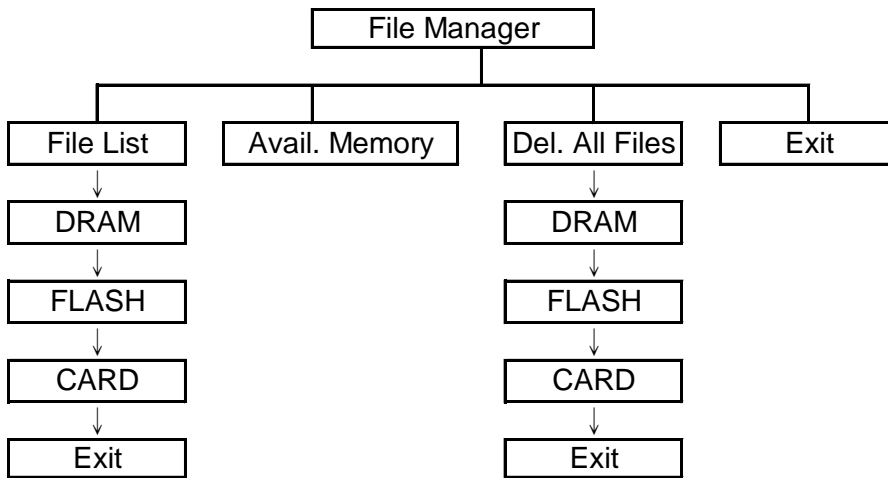 File Manager
File List
Avail. Memory
Del. All Files
Exit
DRAM
DRAM
FLASH
FLASH
CARD
CARD
Exit
Exit